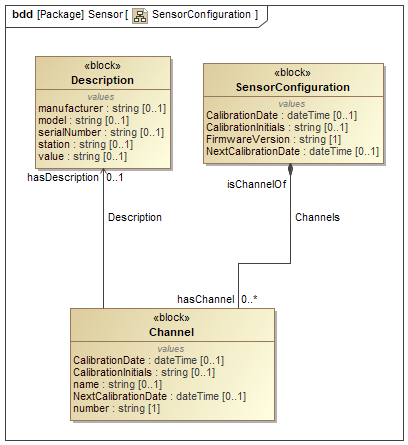 bdd [Package] Sensor [ SensorConfiguration ]
«block»
Description
values
manufacturer : string [0..1]
model : string [0..1]
serialNumber : string [0..1]
station : string [0..1]
value : string [0..1]
«block»
SensorConfiguration
values
CalibrationDate : dateTime [0..1]
CalibrationInitials : string [0..1]
FirmwareVersion : string [1]
NextCalibrationDate : dateTime [0..1]
hasDescription 0..1
isChannelOf
Description
Channels
hasChannel 0..*
«block»
Channel
values
CalibrationDate : dateTime [0..1]
CalibrationInitials : string [0..1]
name : string [0..1]
NextCalibrationDate : dateTime [0..1]
number : string [1]